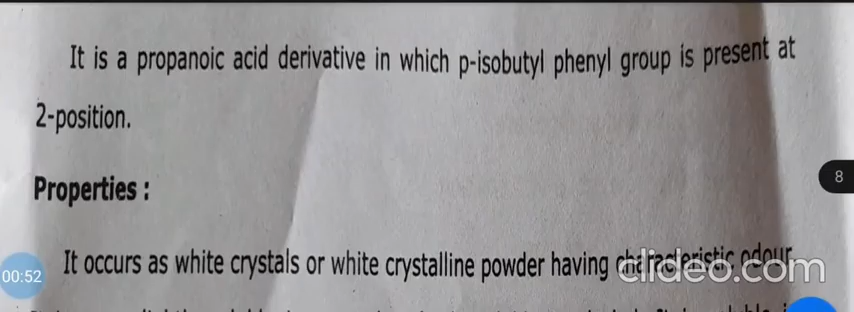 It is a propanoic acid derivative in which p-isobutyl phenyl group is present at
2-position.
Properties :
8
It occurs as white crystals or white crystalline powder having characteristic odour
clideo.com
00:52